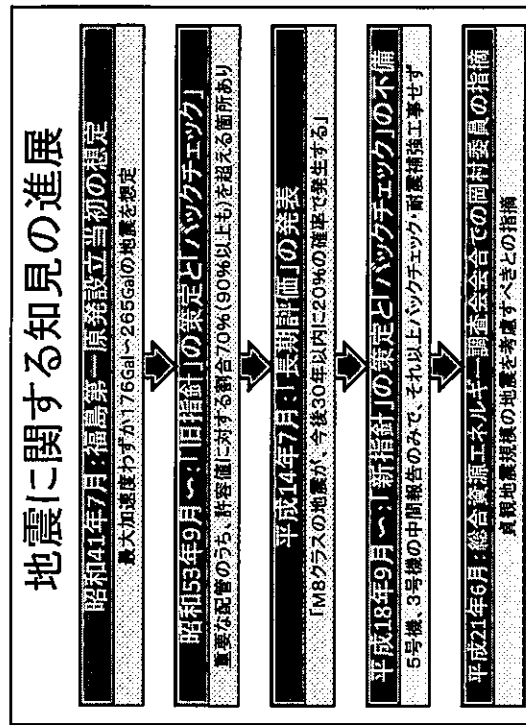 地震に関する知見の進展
昭和41年7月:福島第一原発設立当初の想定
最大加速度わずか176Gal~265Galの地震を想定
昭和53年9月~:「旧指針」の策定と「バックチェック」
重要な配管のうち、許容値に対する割合70%(90%以上も)を超える箇所あり
平成14年7月:「長期評価」の発表
「M8クラスの地震が、今後30年以内に20%の確率で発生する」
平成18年9月~:「新指針」の策定と「バックチェック」の不備
5号機、3号機の中間報告のみで、それ以上バックチェック・耐震補強工事せず
平成21年6月:総合資源エネルギー調査会会合での岡村委員の指摘
貞観地震規模の地震を考慮すべきとの指摘